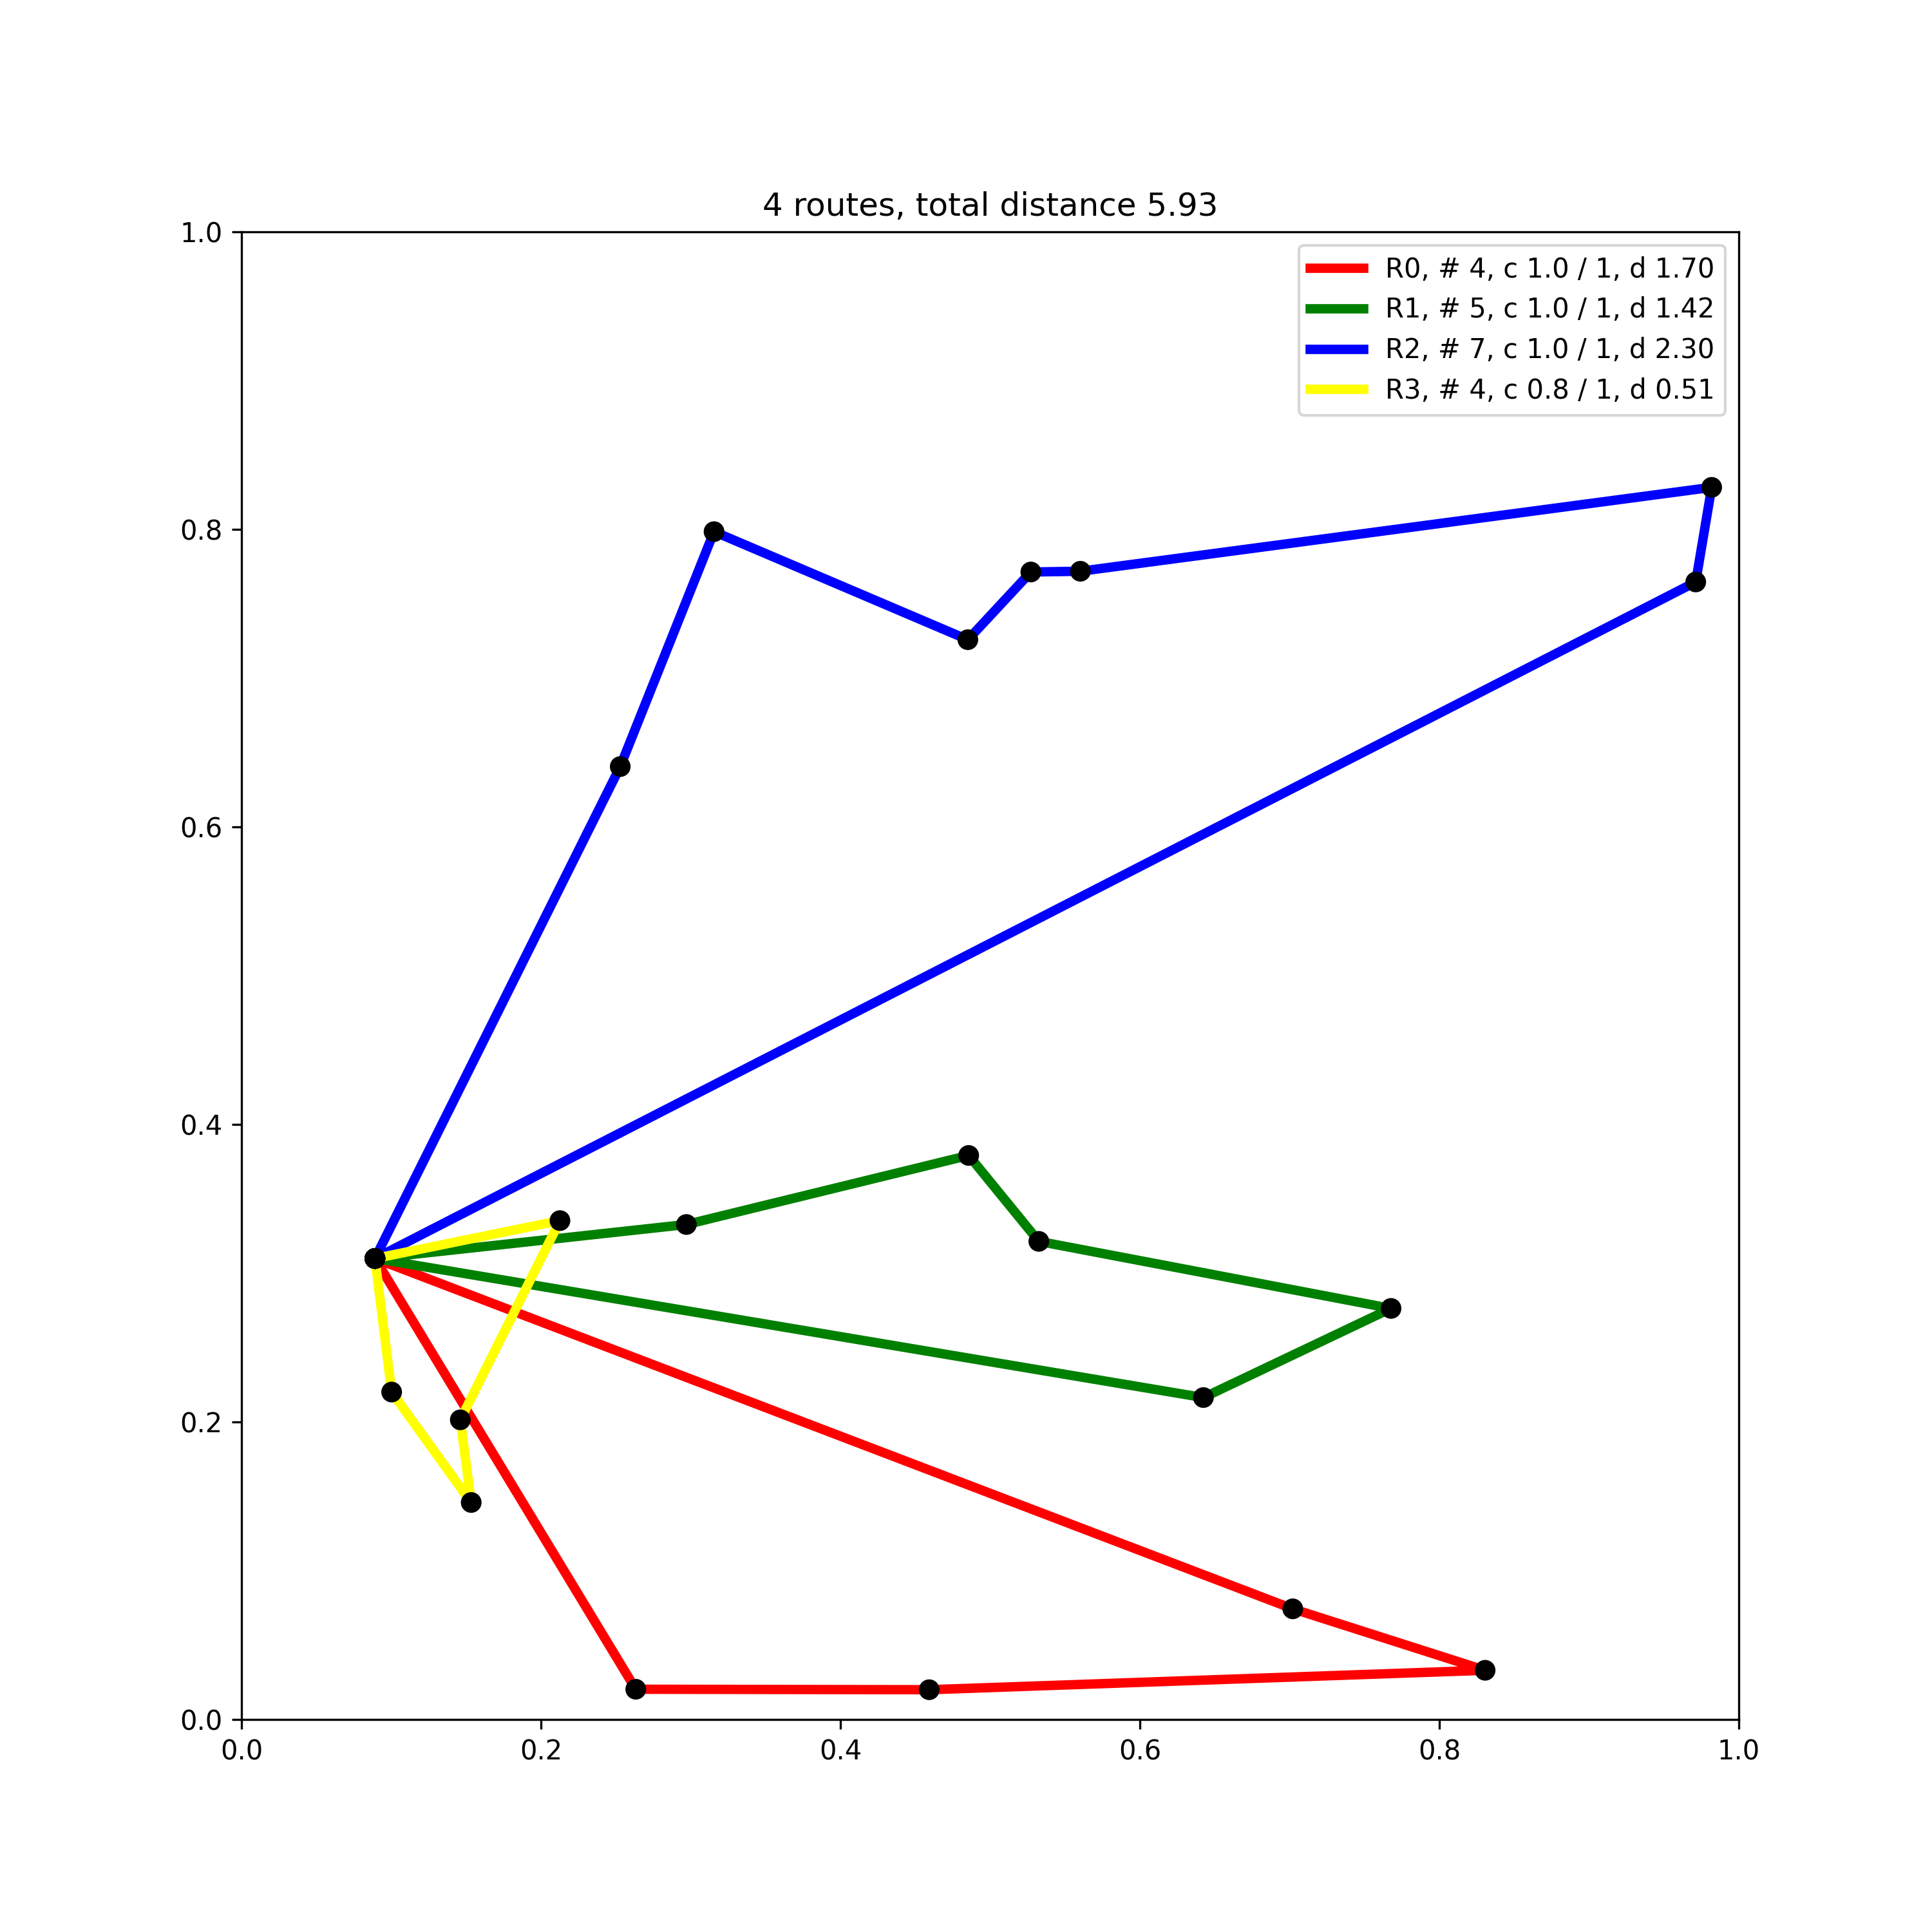 4 routes, total distance 5.93
R0, # 4, c 1.0 / 1, d 1.70
R1, # 5, c 1.0 / 1, d 1.42
R2, # 7, c 1.0 / 1, d 2.30
R3, # 4, c 0.8 / 1, d 0.51
1.0
0.8
0.6
0.4
0.2
0.0
0.0 0.2 0.4 0.6 0.8 1.0